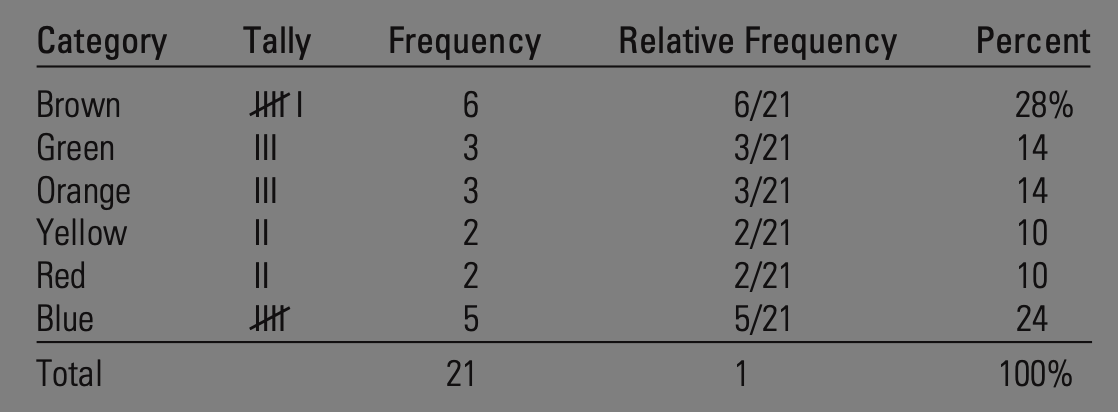 Category Tally Frequency Relative Frequency Percent
Brown 𝍸 I 6 6/21 28%
Green III 3 3/21 14
Orange III 3 3/21 14
Yellow II 2 2/21 10
Red II 2 2/21 10
Blue 𝍸 5 5/21 24
Total 21 1 100%